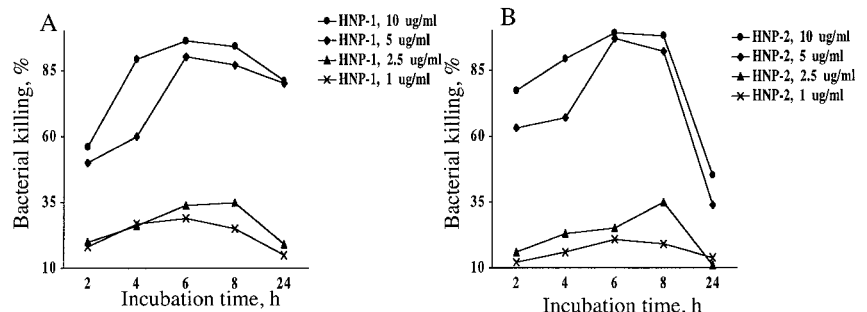 A
HNP-1, 10 ug/ml
HNP-1, 5 ug/ml
HNP-1, 2.5 ug/ml
HNP-1, 1 ug/ml
Bacterial killing, %
85
60
35
10
2 4 6 8 24
Incubation time, h
B
HNP-2, 10 ug/ml
HNP-2, 5 ug/ml
HNP-2, 2.5 ug/ml
HNP-2, 1 ug/ml
Bacterial killing, %
85
60
35
10
2 4 6 8 24
Incubation time, h